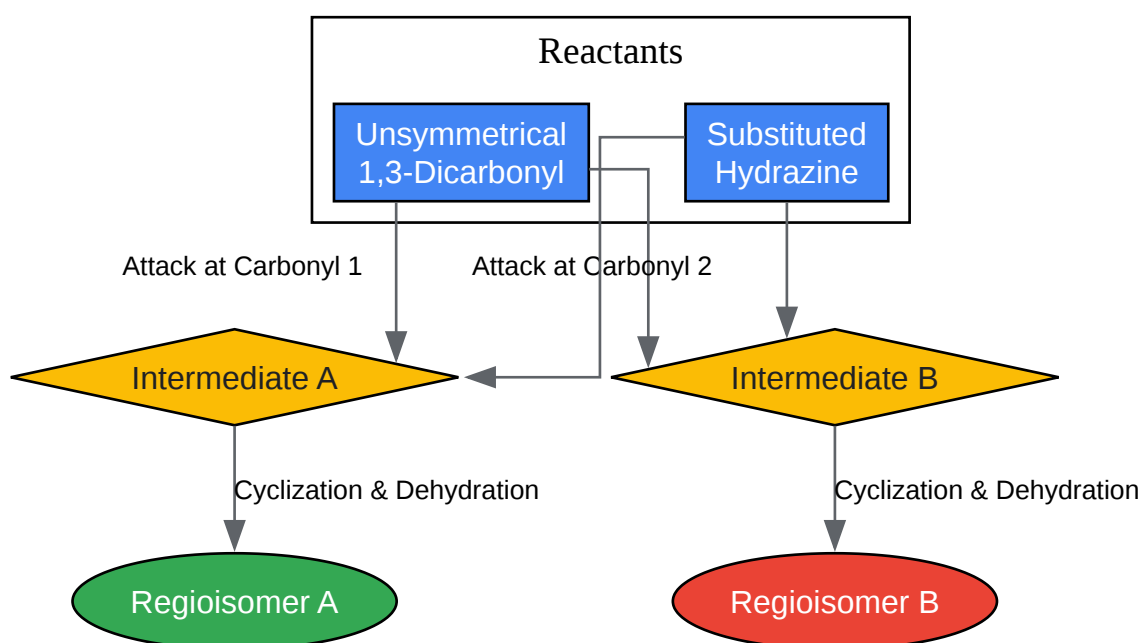 Reactants
Unsymmetrical
1,3-Dicarbonyl
Substituted
Hydrazine
Attack at Carbonyl 1
Attack at Carbonyl 2
Intermediate A
Intermediate B
Cyclization & Dehydration
Cyclization & Dehydration
Regioisomer A
Regioisomer B